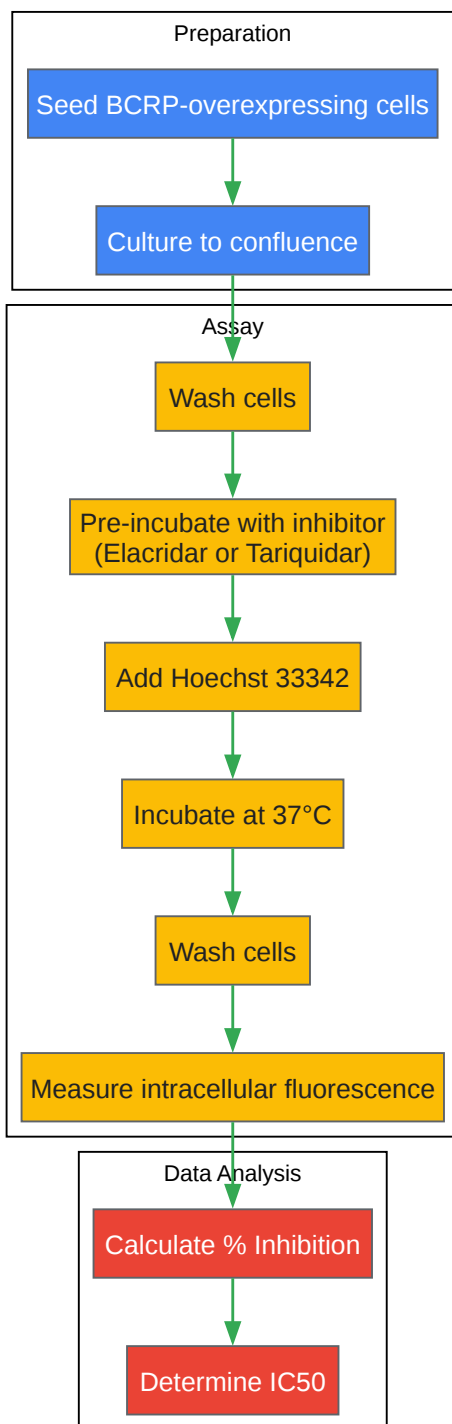 Preparation
Seed BCRP-overexpressing cells
Culture to confluence
Assay
Wash cells
Pre-incubate with inhibitor
(Elacridar or Tariquidar)
Add Hoechst 33342
Incubate at 37°C
Wash cells
Measure intracellular fluorescence
Data Analysis
Calculate % Inhibition
Determine IC50